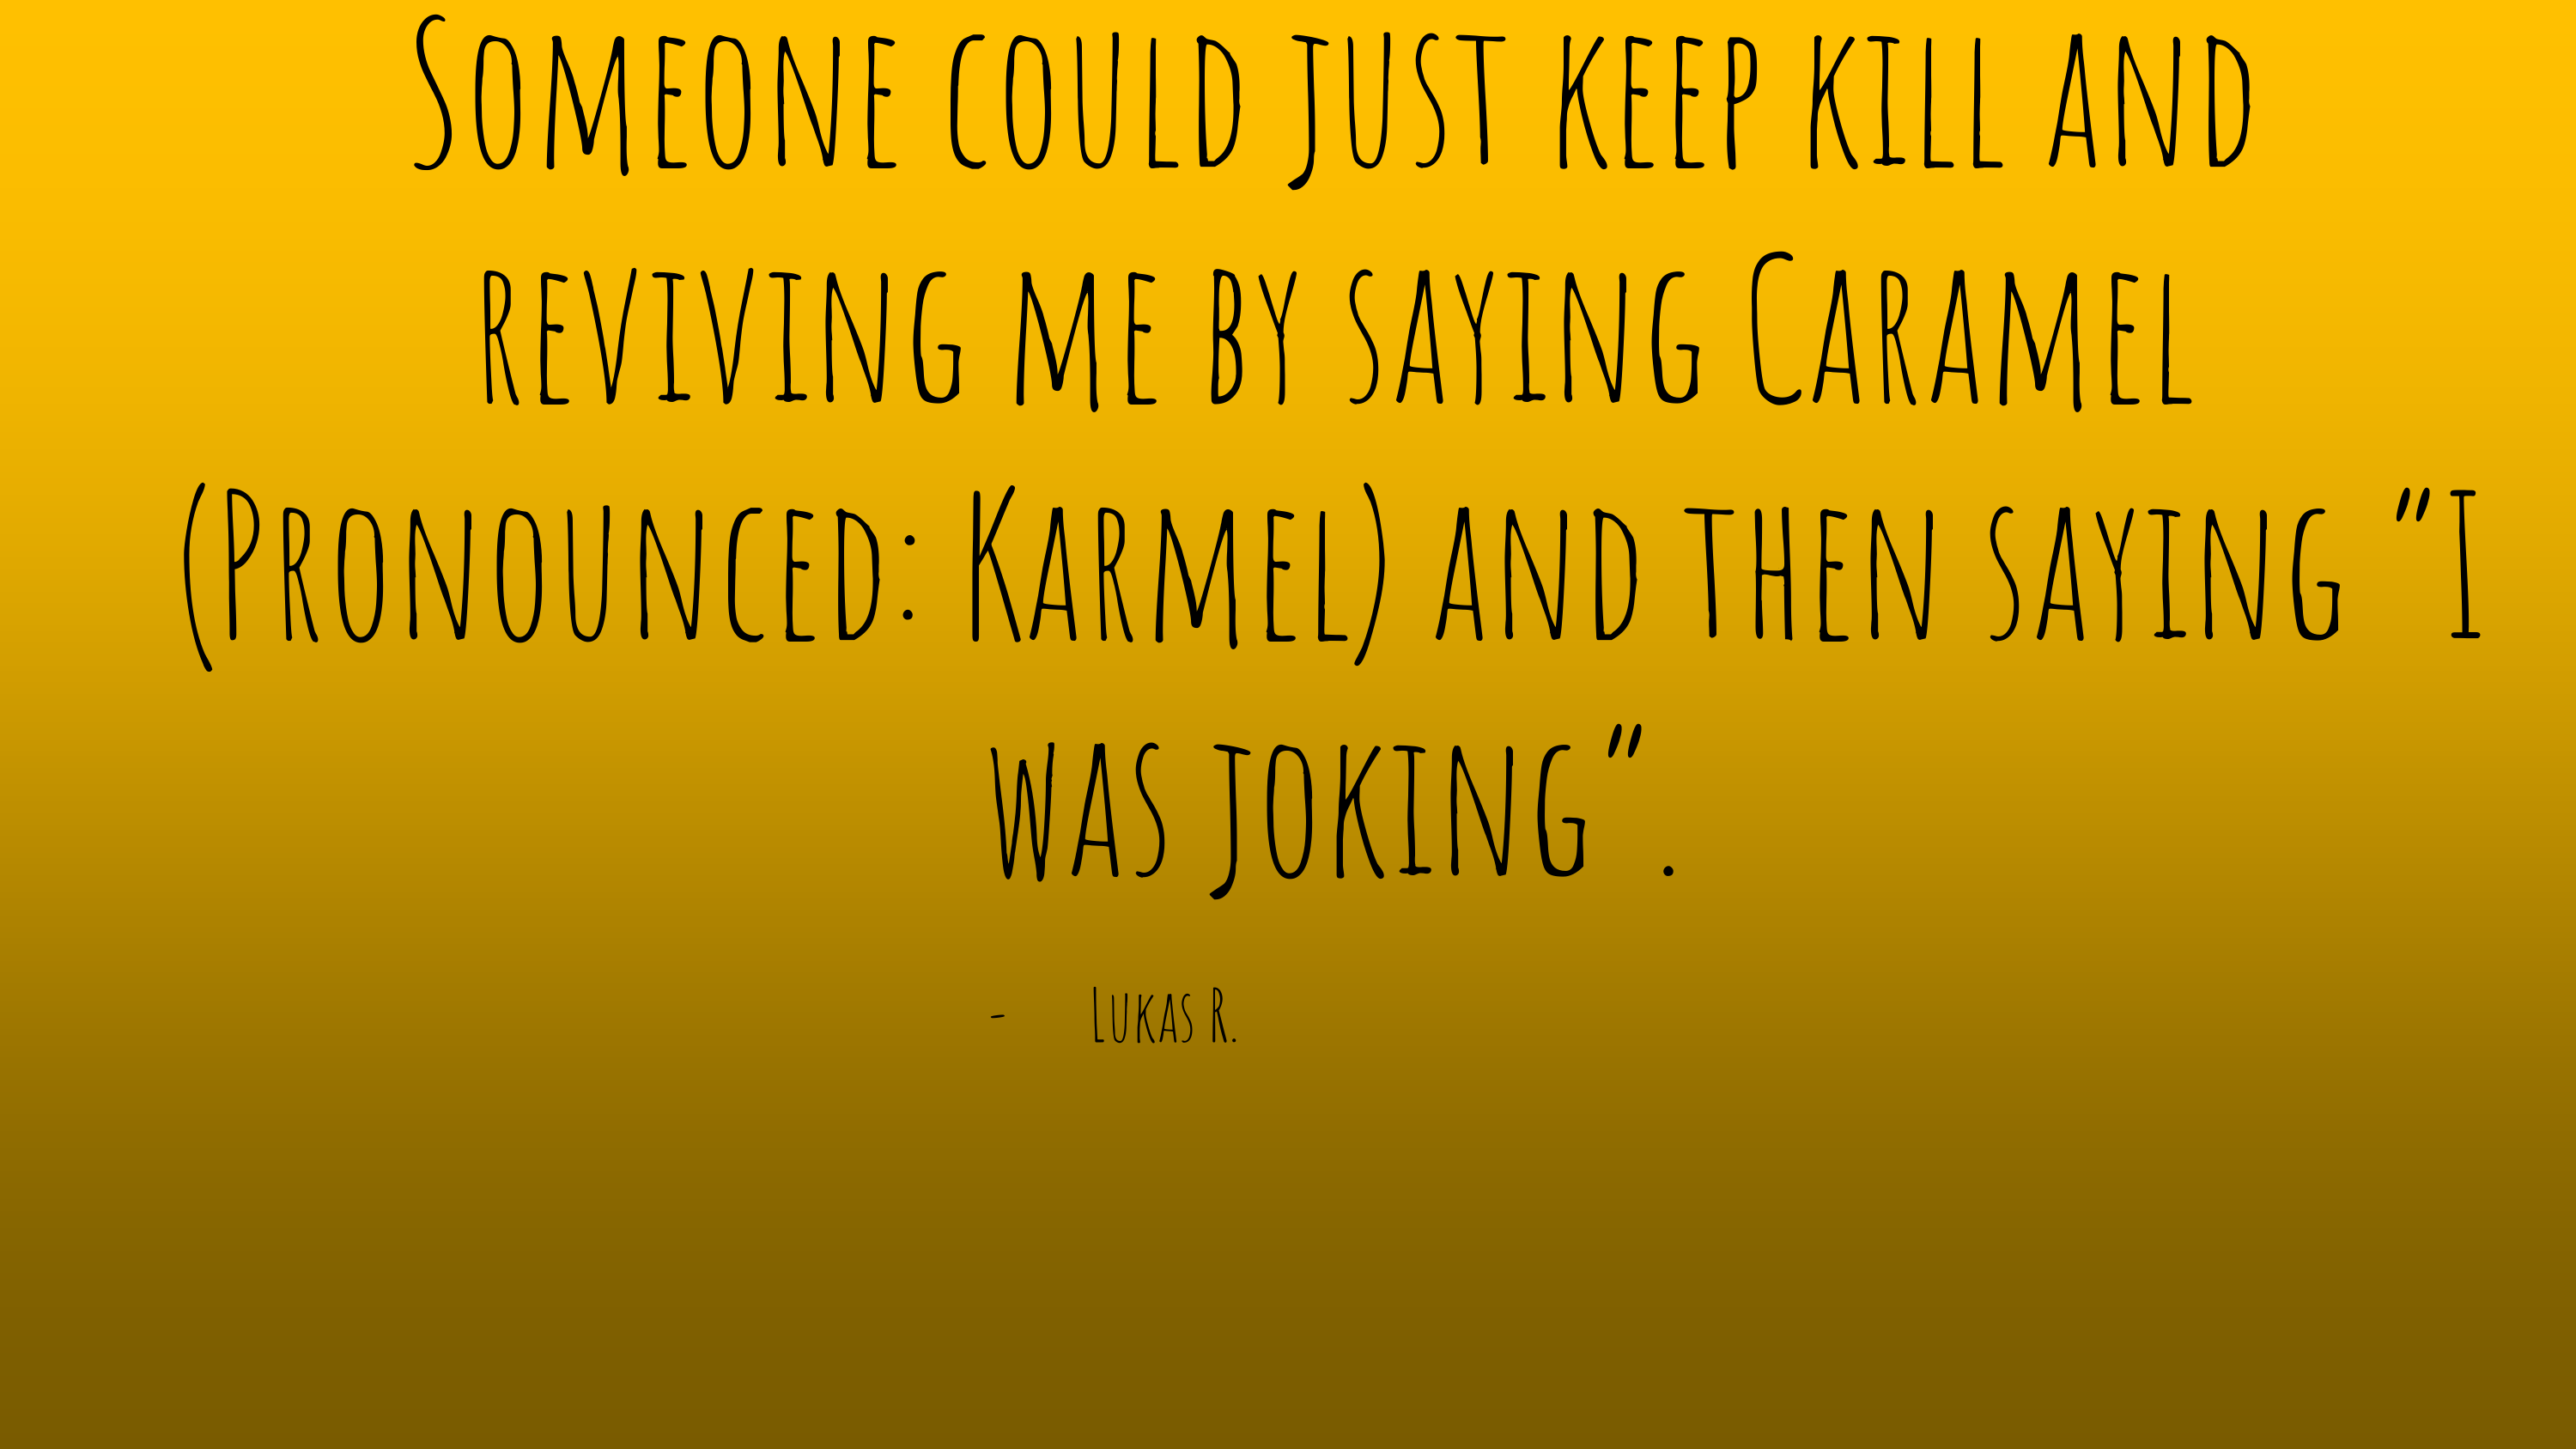 Someone could just keep kill and
reviving me by saying Caramel
(Pronounced: Karmel) and then saying “I
was joking”.
- Lukas R.